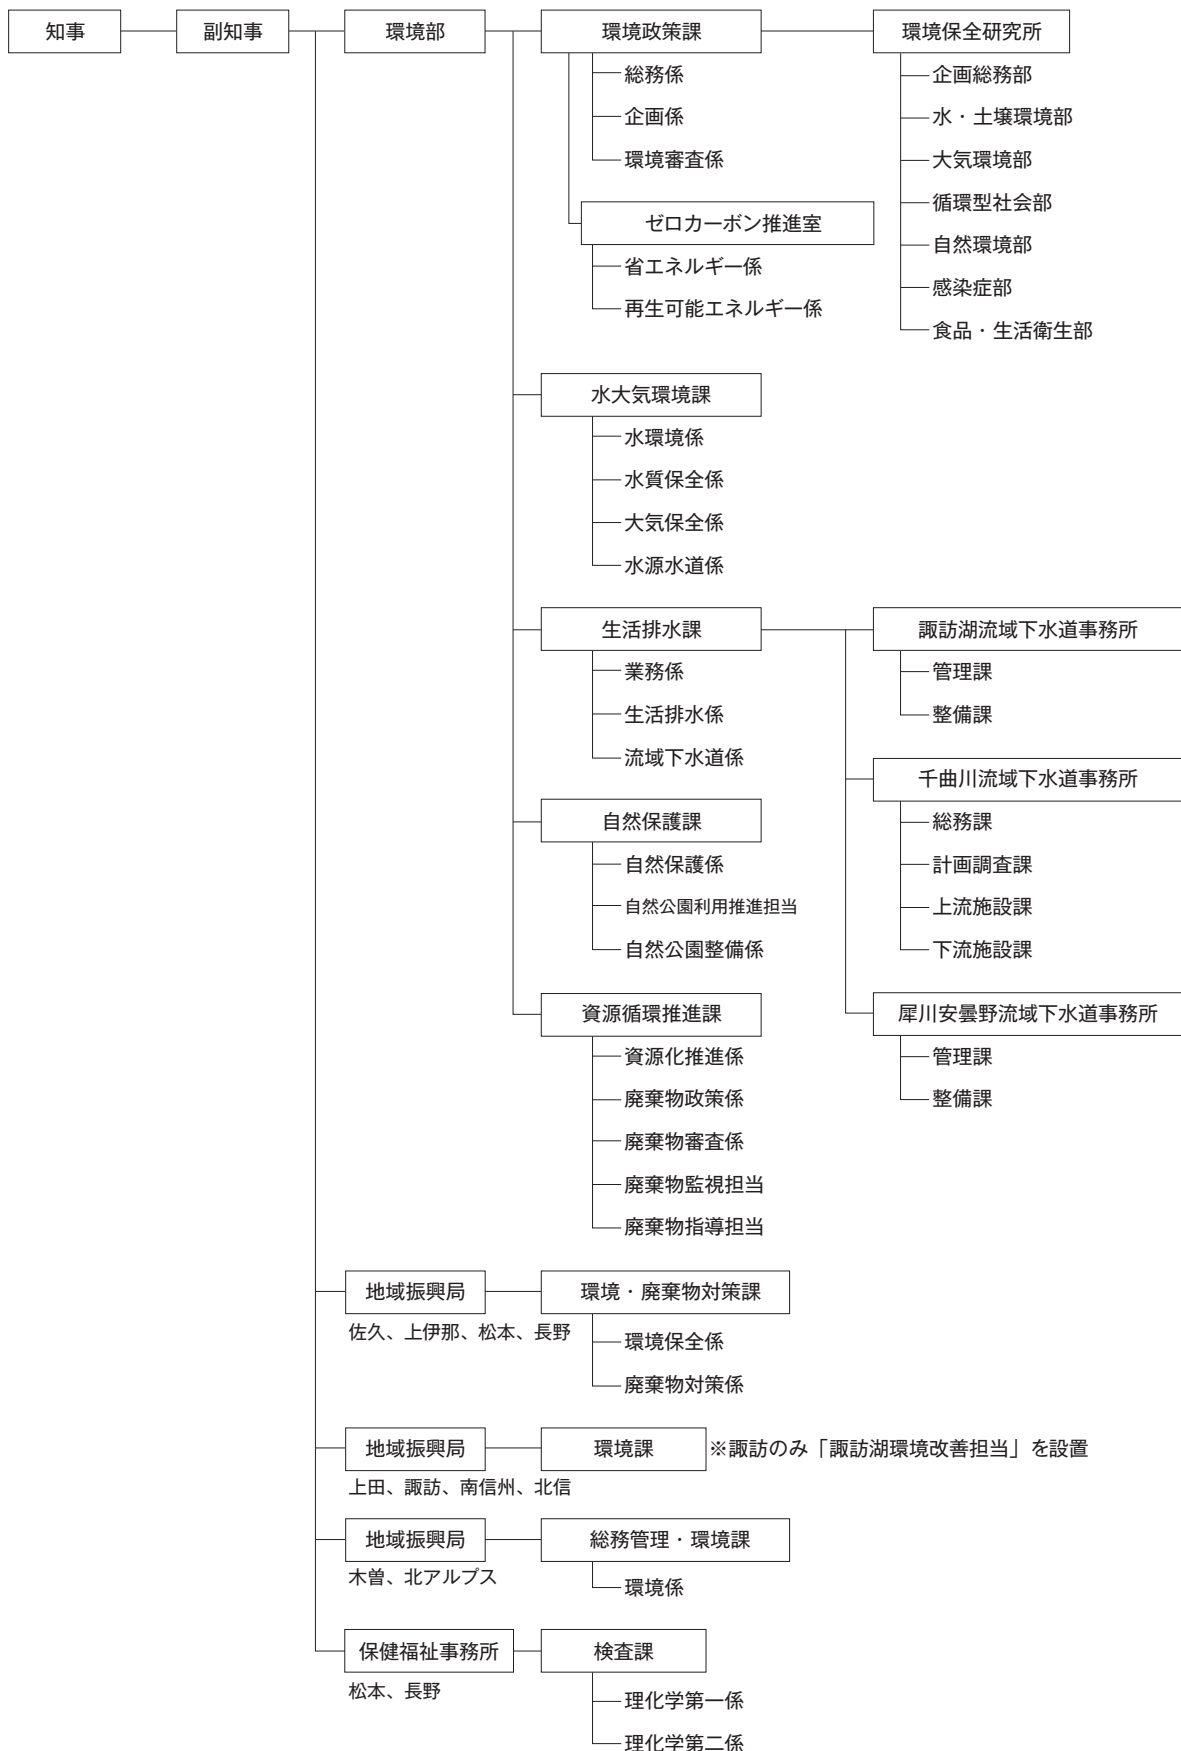 知事
副知事
環境部
環境政策課
総務係
企画係
環境審査係
ゼロカーボン推進室
省エネルギー係
再生可能エネルギー係
環境保全研究所
企画総務部
水・土壌環境部
大気環境部
循環型社会部
自然環境部
感染症部
食品・生活衛生部
水大気環境課
水環境係
水質保全係
大気保全係
水源水道係
生活排水課
業務係
生活排水係
流域下水道係
諏訪湖流域下水道事務所
管理課
整備課
千曲川流域下水道事務所
総務課
計画調査課
上流施設課
下流施設課
犀川安曇野流域下水道事務所
管理課
整備課
自然保護課
自然保護係
自然公園利用推進担当
自然公園整備係
資源循環推進課
資源化推進係
廃棄物政策係
廃棄物審査係
廃棄物監視担当
廃棄物指導担当
地域振興局
佐久、上伊那、松本、長野
環境・廃棄物対策課
環境保全係
廃棄物対策係
地域振興局
上田、諏訪、南信州、北信
環境課
※諏訪のみ「諏訪湖環境改善担当」を設置
地域振興局
木曽、北アルプス
総務管理・環境課
環境係
保健福祉事務所
松本、長野
検査課
理化学第一係
理化学第二係